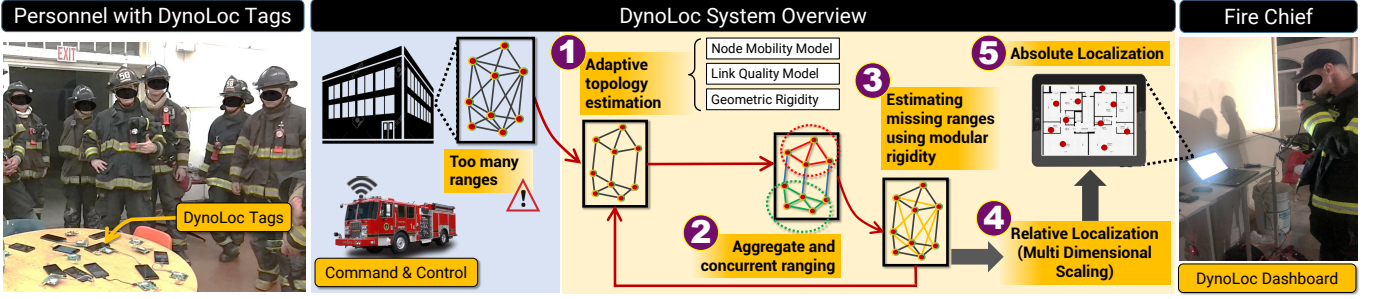 Personnel with DynoLoc Tags
EXIT
58
DynoLoc Tags
DynoLoc System Overview
Too many
ranges
!
Command & Control
1
Adaptive
topology
estimation
Node Mobility Model
Link Quality Model
Geometric Rigidity
2
Aggregate and
concurrent ranging
3
Estimating
missing ranges
using modular
rigidity
4
Relative Localization
(Multi Dimensional
Scaling)
5
Absolute Localization
Fire Chief
DynoLoc Dashboard